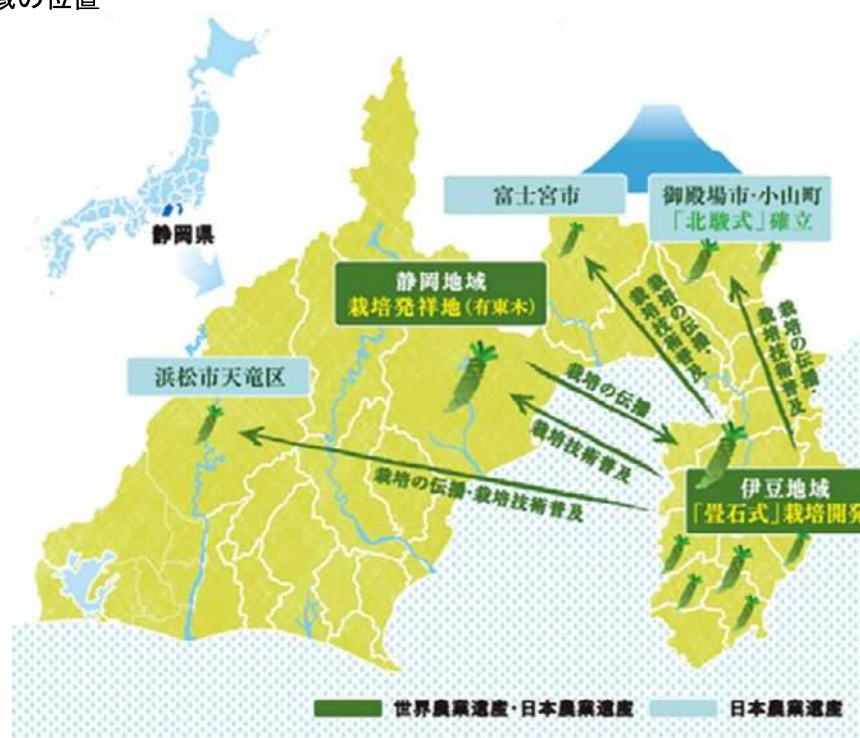 域の位置
静岡県
富士宮市
御殿場市・小山町
「北駿式」確立
静岡地域
栽培発祥地(有東木)
浜松市天竜区
栽培の伝播・
栽培技術普及
栽培の伝播・
栽培技術普及
栽培の伝播
栽培技術普及
栽培の伝播・栽培技術普及
伊豆地域
「畳石式」栽培開発
世界農業遺産・日本農業遺産
日本農業遺産